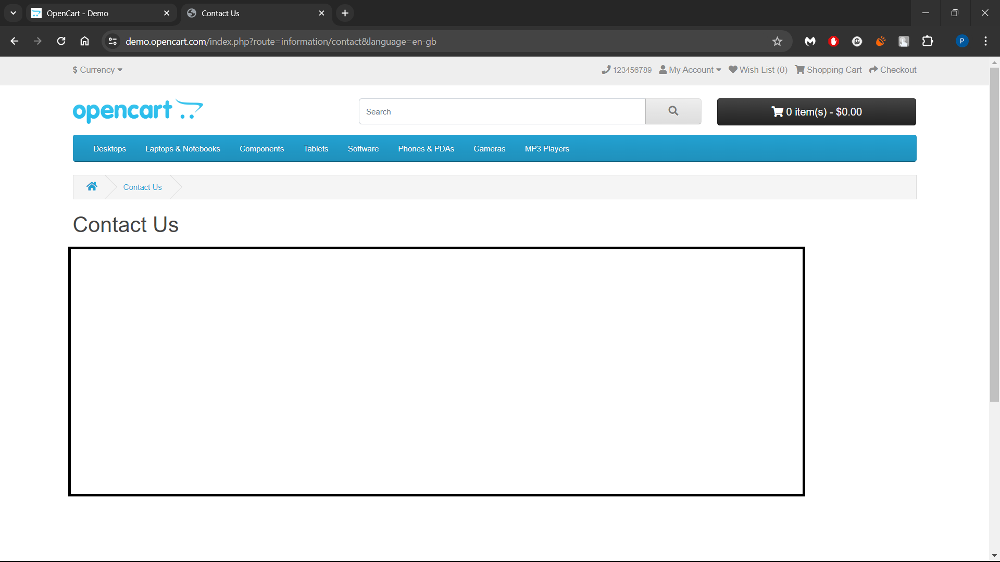 OpenCart - Demo
Contact Us
demo.opencart.com/index.php?route=information/contact&language=en-gb
P
$ Currency
123456789 My Account Wish List (0) Shopping Cart Checkout
opencart
Search
0 item(s) - $0.00
Desktops Laptops & Notebooks Components Tablets Software Phones & PDAs Cameras MP3 Players
Contact Us
Contact Us